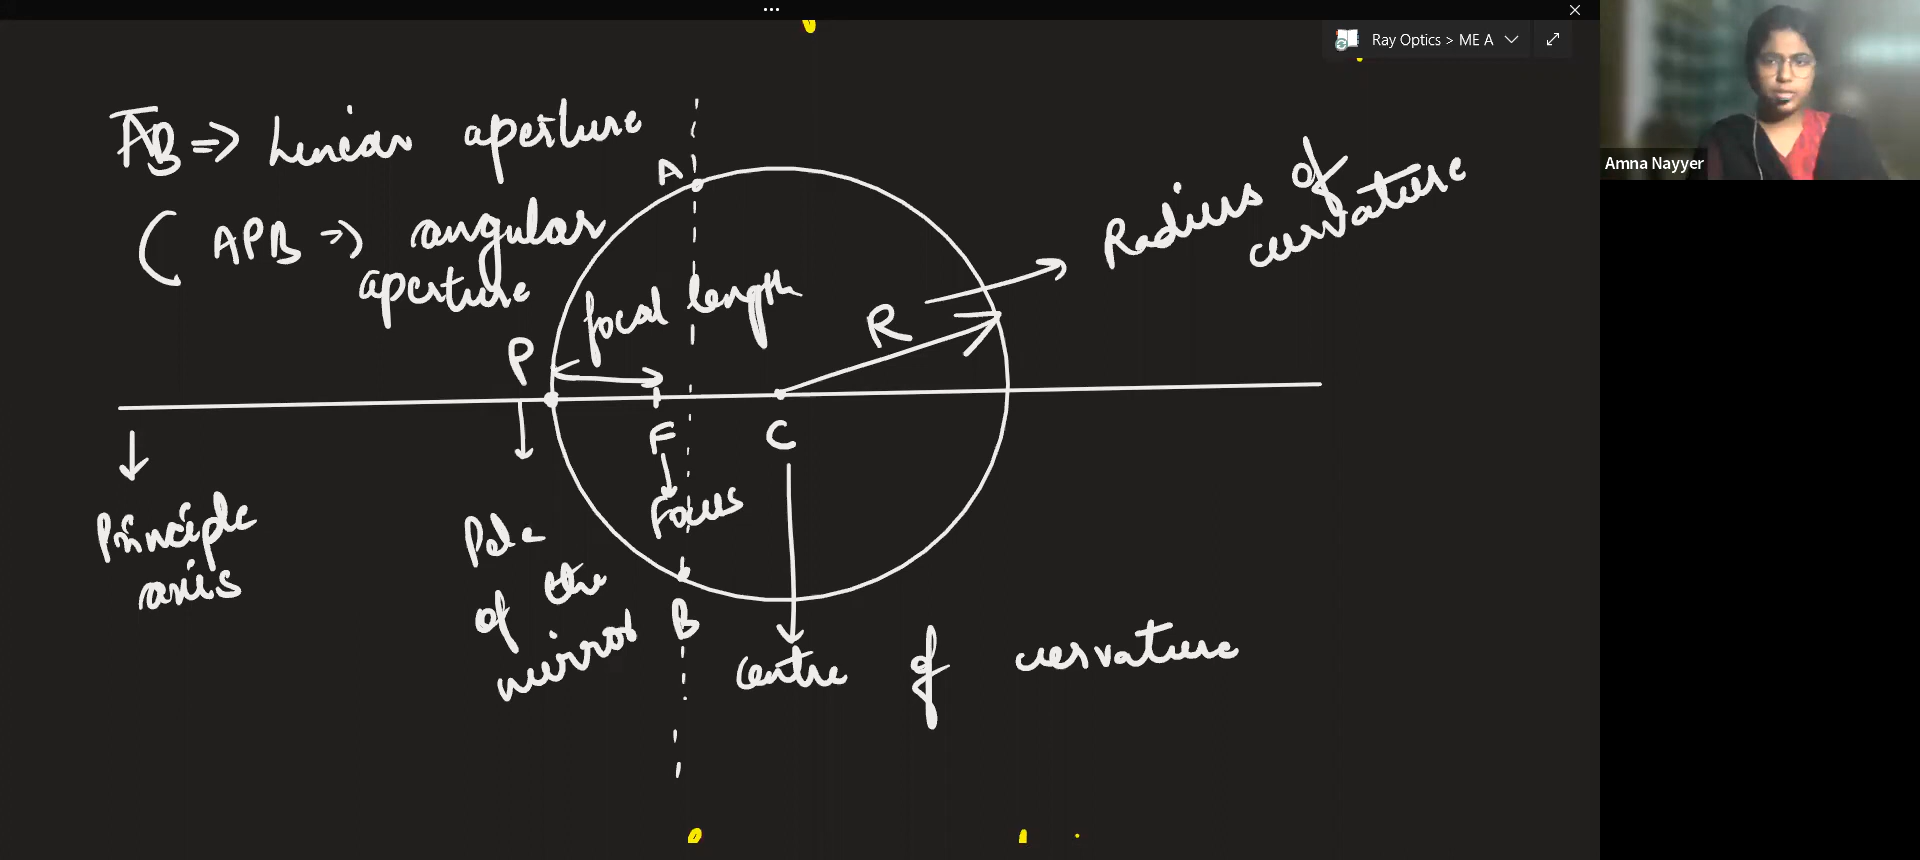 Ray Optics > ME A
Amna Nayyer
AB => Linear aperture
( APB => angular
aperture
focal length
A
P
F
Focus
C
R
Radius of
curvature
Principle
axis
Pole
of the
mirror
B
centre of curvature